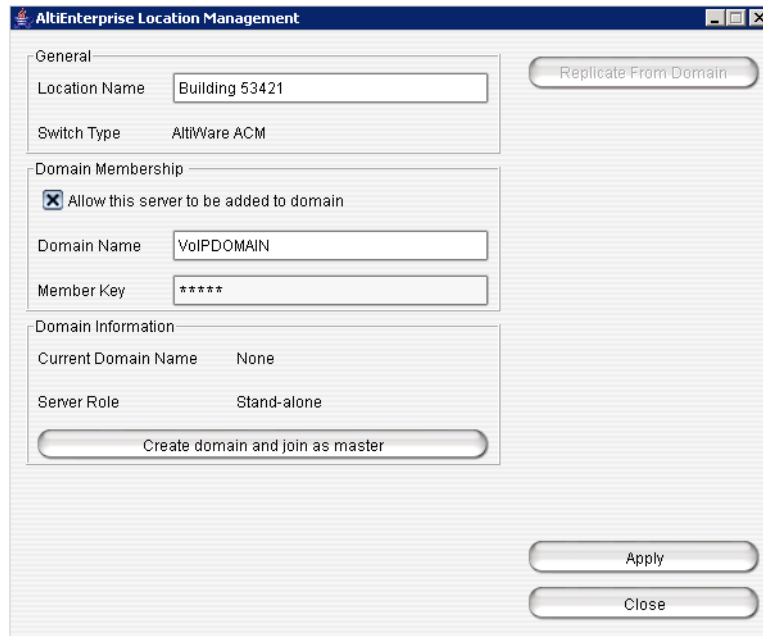 AltiEnterprise Location Management
General
Location Name Building 53421
Switch Type AltiWare ACM
Replicate From Domain
Domain Membership
Allow this server to be added to domain
Domain Name VoIPDOMAIN
Member Key *****
Domain Information
Current Domain Name None
Server Role Stand-alone
Create domain and join as master
Apply
Close